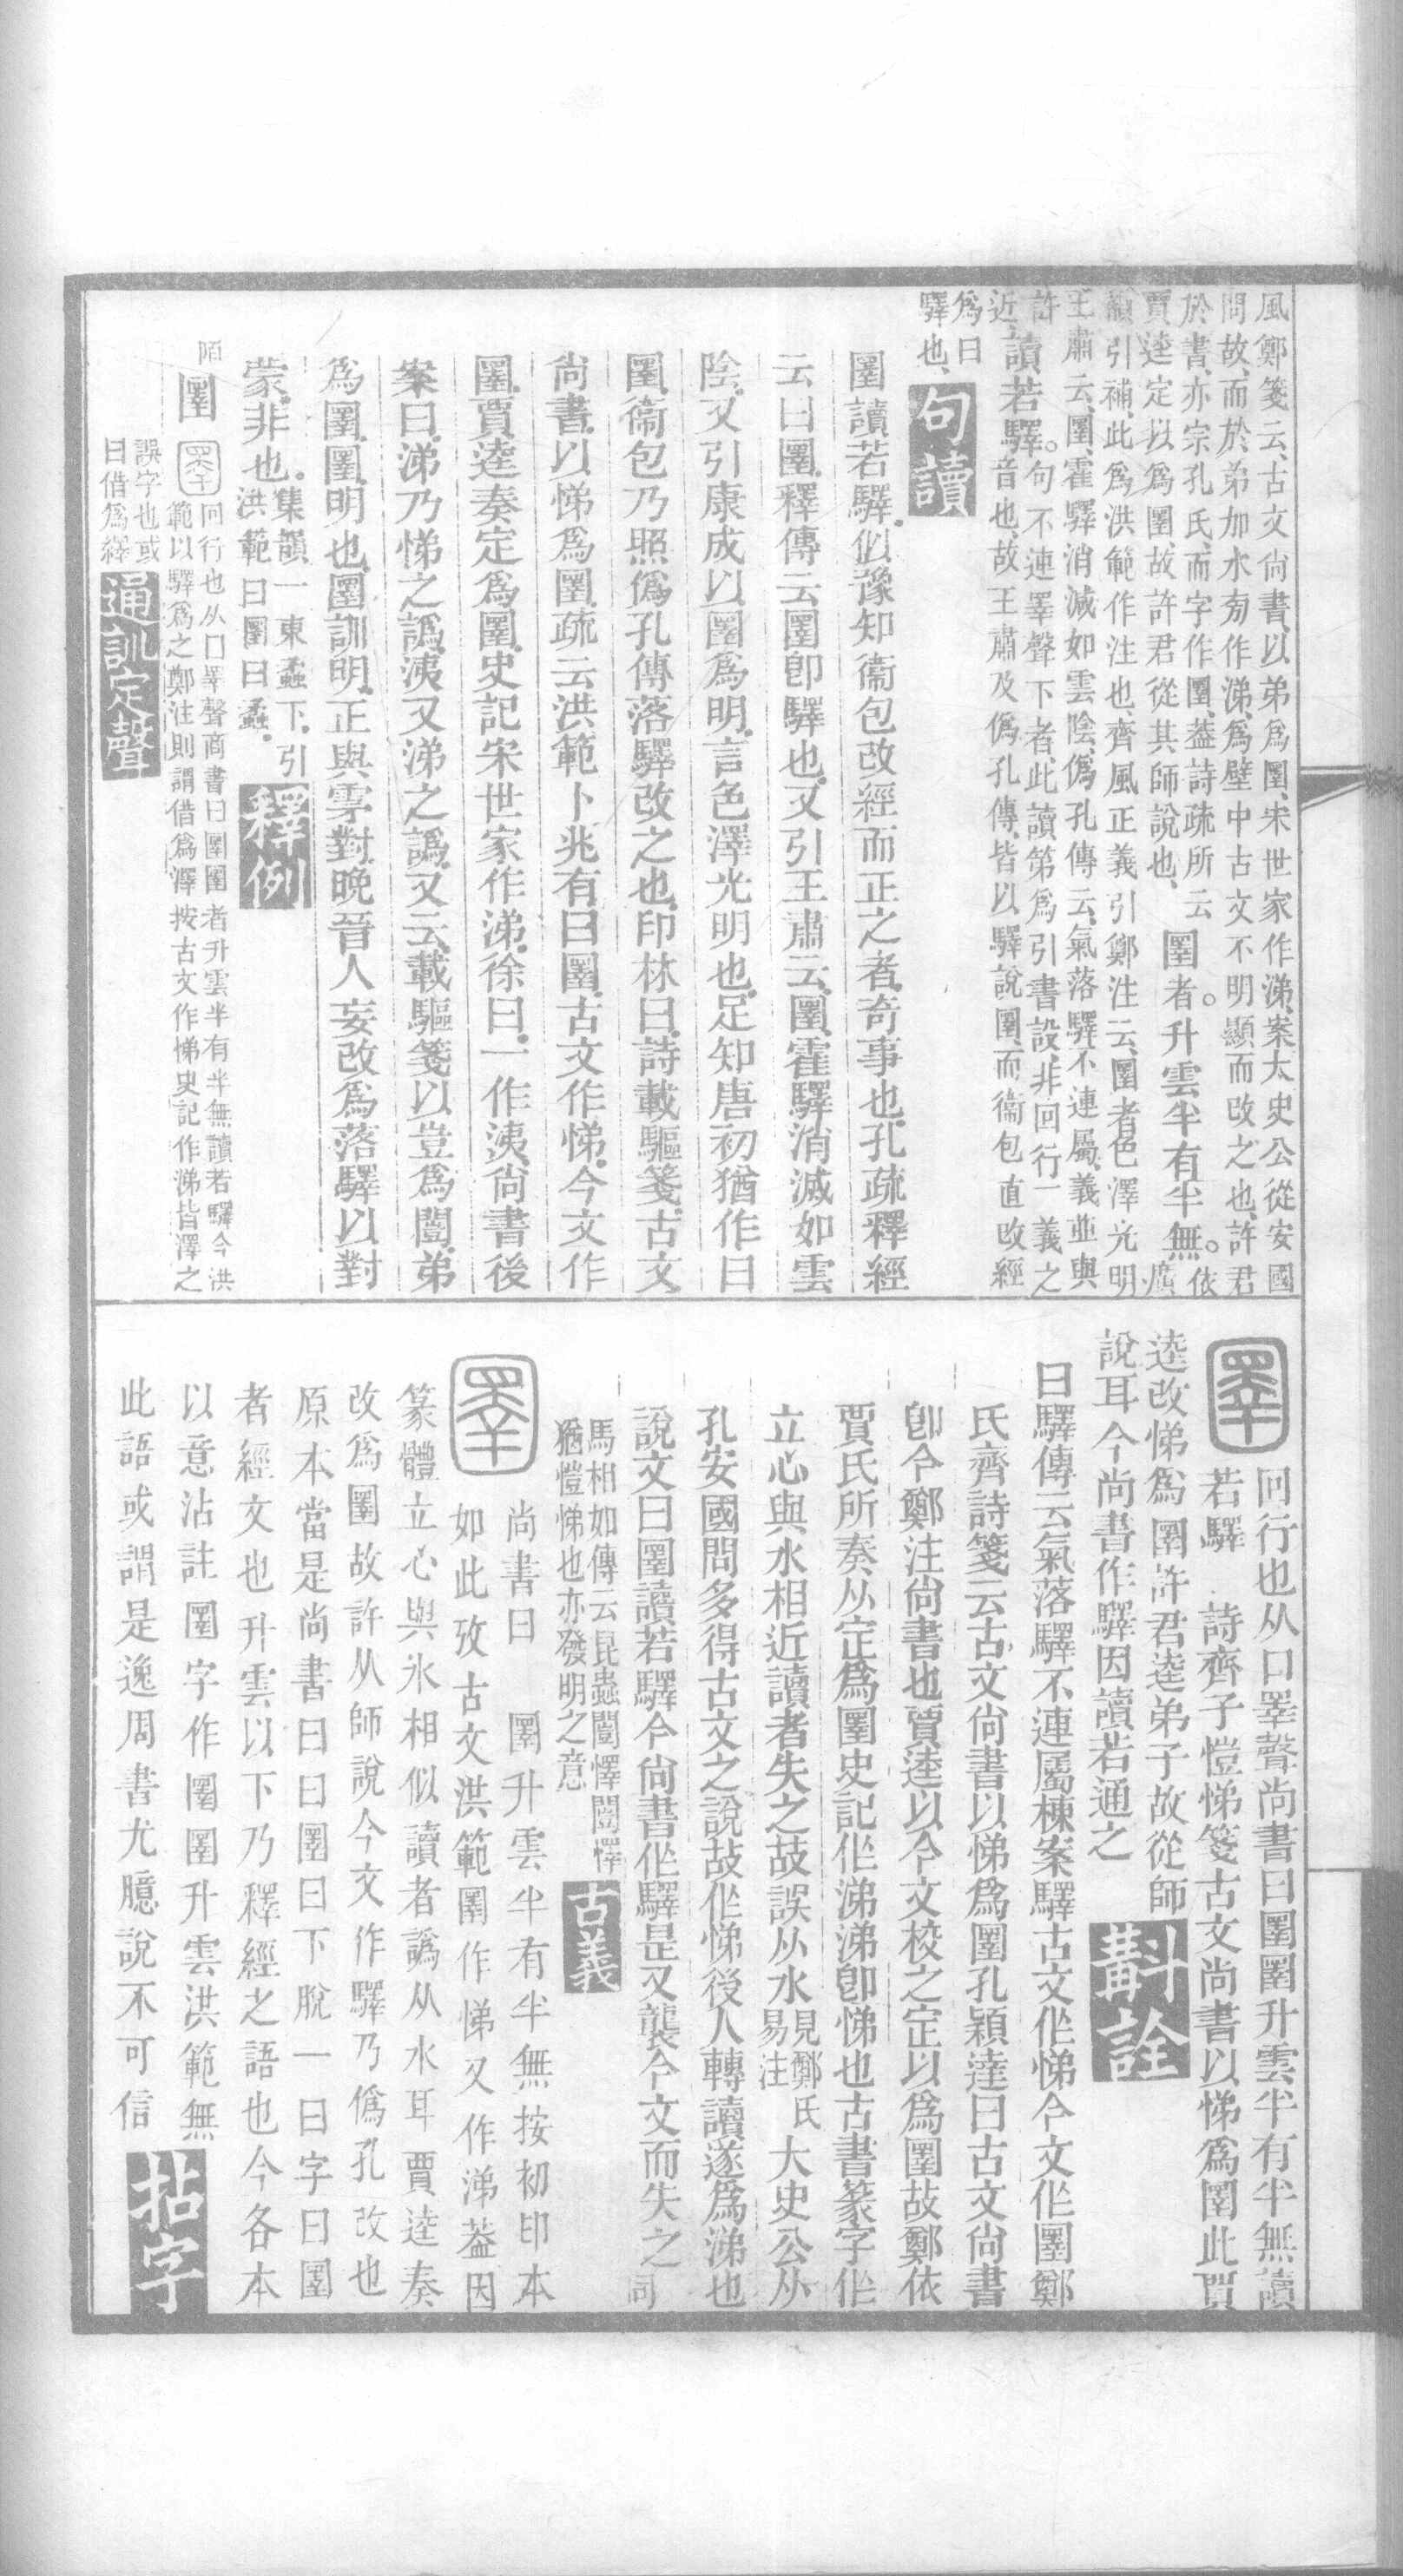 風鄭箋云、古文尚書、以弟爲圛、宋世家作涕、案太史公從安國
問故、而於弟加水㫄作涕、爲壁中古文不明顯而改之也、許君
於書、亦宗孔氏、而字作圛、葢詩疏所云。圛者升雲半有半無。依
賈逵定以爲圛、故許君從其師說也、廣
韻引補、此爲洪範作注也、齊風正義引鄭注云、圛者色澤光明
王肅云、圛、霍驛消減如雲陰、僞孔傳云、氣落驛不連屬、義並與
許讀若驛。句不連睪聲下者、此讀第爲引書設、非回行一義之
近、音也、故王肅及僞孔傳、皆以驛說圛、而衞包直改經
爲曰
驛也、句讀
圛讀若驛、似豫知衞包改經而正之者、奇事也、孔疏釋經
云曰圛、釋傳云圛卽驛也、又引王肅云、圛、霍驛消滅如雲
陰、又引康成以圛爲明、言色澤光明也、足知唐初猶作曰
圛、衞包乃照僞孔傳落驛改之也、印林曰、詩載驅箋、古文
尚書、以悌爲圛、疏云洪範卜兆有曰圛、古文作悌、今文作
圛、賈逵奏定爲圛、史記宋世家、作涕、徐曰、一作洟、尚書後
案曰、涕乃悌之譌、洟又涕之譌、又云、載驅箋以豈爲闓、弟
爲圛、圛、明也、圛訓明、正與雺對、晚晉人妄改爲落驛以對
蒙、非也。集韻一東蝨下、引
洪範曰圛曰蟊、釋例
陌圛 回行也从囗睪聲商書曰圛圛者升雲半有半無讀若驛今洪
範以驛爲之鄭注則謂借爲澤按古文作悌史記作涕皆澤之
誤字也或
曰借爲繹通訓定聲
回行也从囗睪聲尚書曰圛圛升雲半有半無讀
若驛 詩齊子愷悌箋古文尚書以悌爲圛此賈
逵改悌爲圛許君逵弟子故從師
說耳今尚書作驛因讀若通之 斠詮
曰驛傳云氣落驛不連屬棟案驛古文作悌今文作圛鄭
氏齊詩箋云古文尚書以悌爲圛孔穎達曰古文尚書
卽今鄭注尚書也賈逵以今文校之定以爲圛故鄭依
賈氏所奏从定爲圛史記作涕涕卽悌也古書篆字作
立心與水相近讀者失之故誤从水見鄭氏易注大史公从
孔安國問多得古文之說故作悌後人轉讀遂爲涕也
說文曰圛讀若驛今尚書作驛是又襲今文而失之司
馬相如傳云昆蟲闓懌闓懌
猶愷悌也亦發明之意 古義
尚書曰 圛升雲半有半無按初印本
如此攷古文洪範圛作悌又作涕葢因
篆體立心與水相似讀者譌从水耳賈逵奏
改爲圛故許从師說今文作驛乃僞孔改也
原本當是尚書曰曰圛曰下脫一曰字曰圛
者經文也升雲以下乃釋經之語也今各本
以意沾註圛字作圛圛升雲洪範無
此語或謂是逸周書尤臆說不可信 拈字